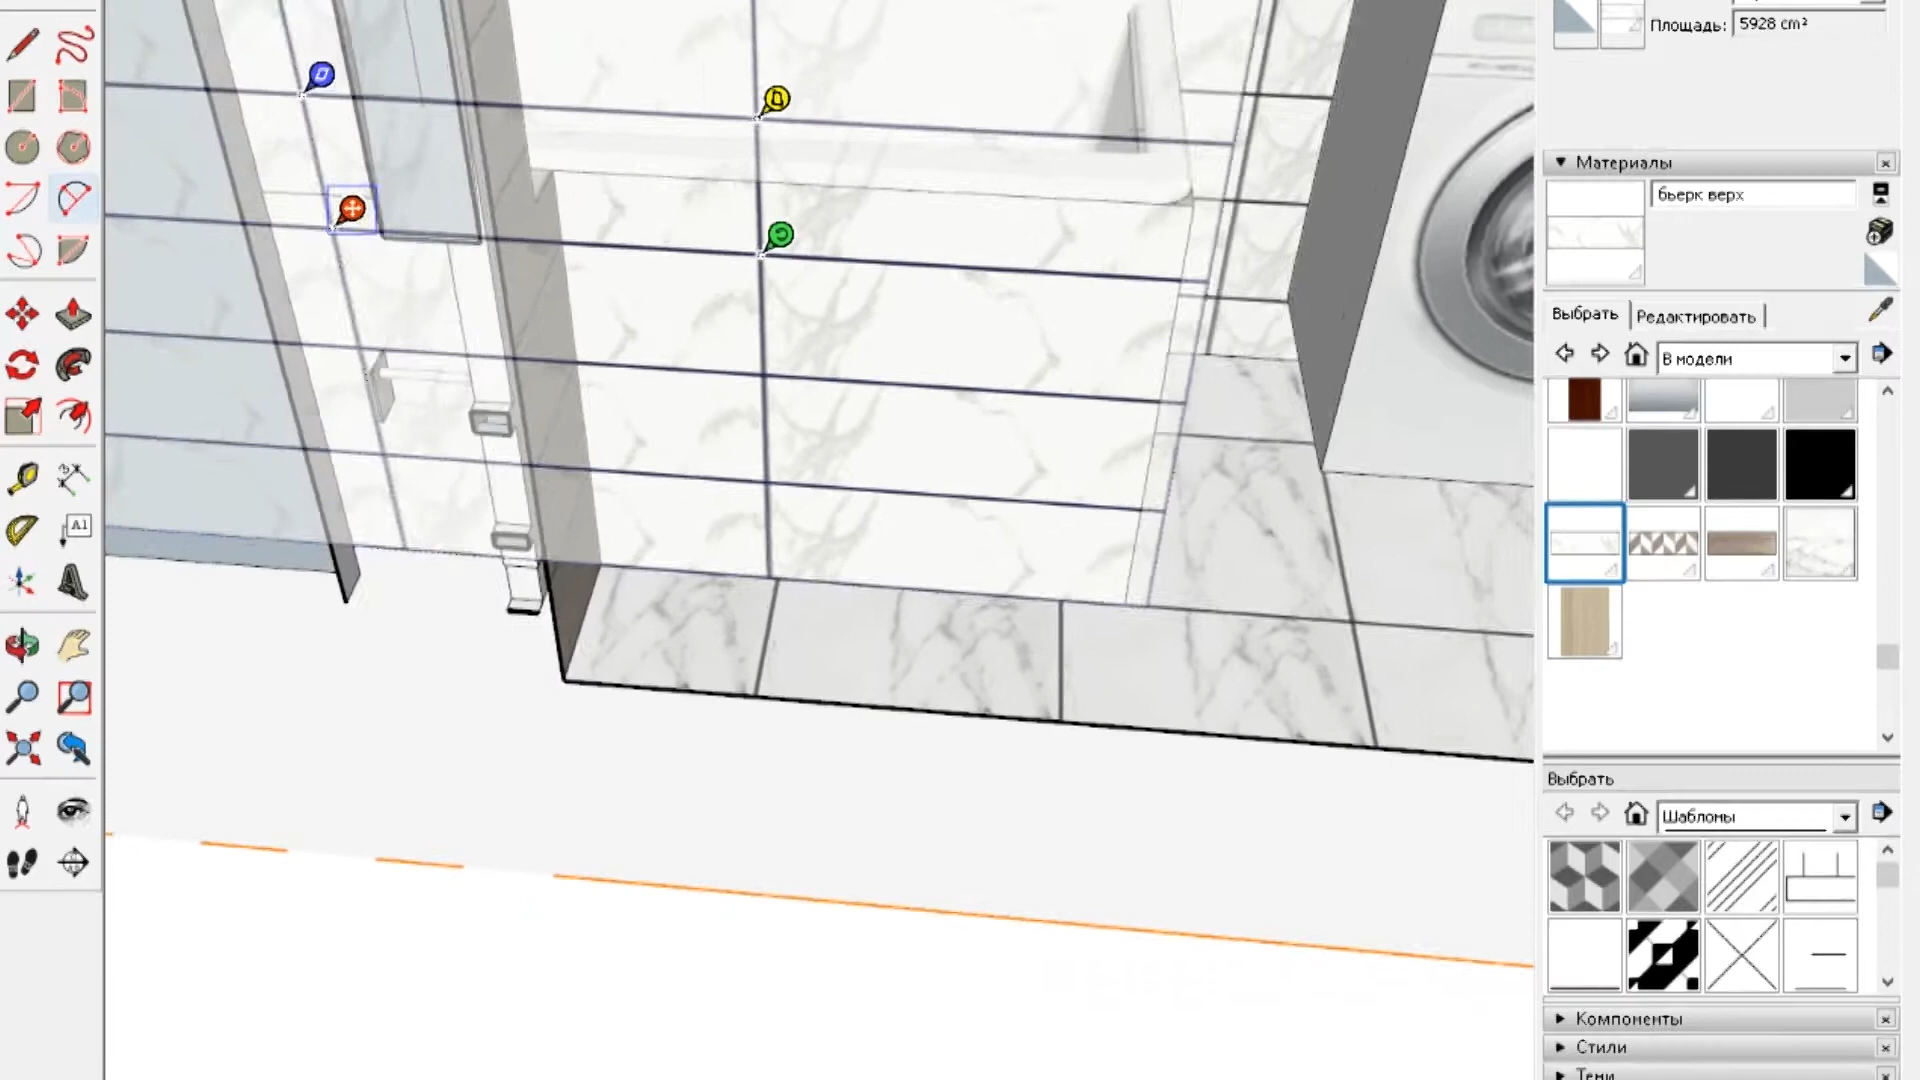 Площадь: 5928 cm²
Материалы
бьерк верх
Выбрать Редактировать
В модели
A1
Выбрать
Шаблоны
Компоненты
Стили
Тени